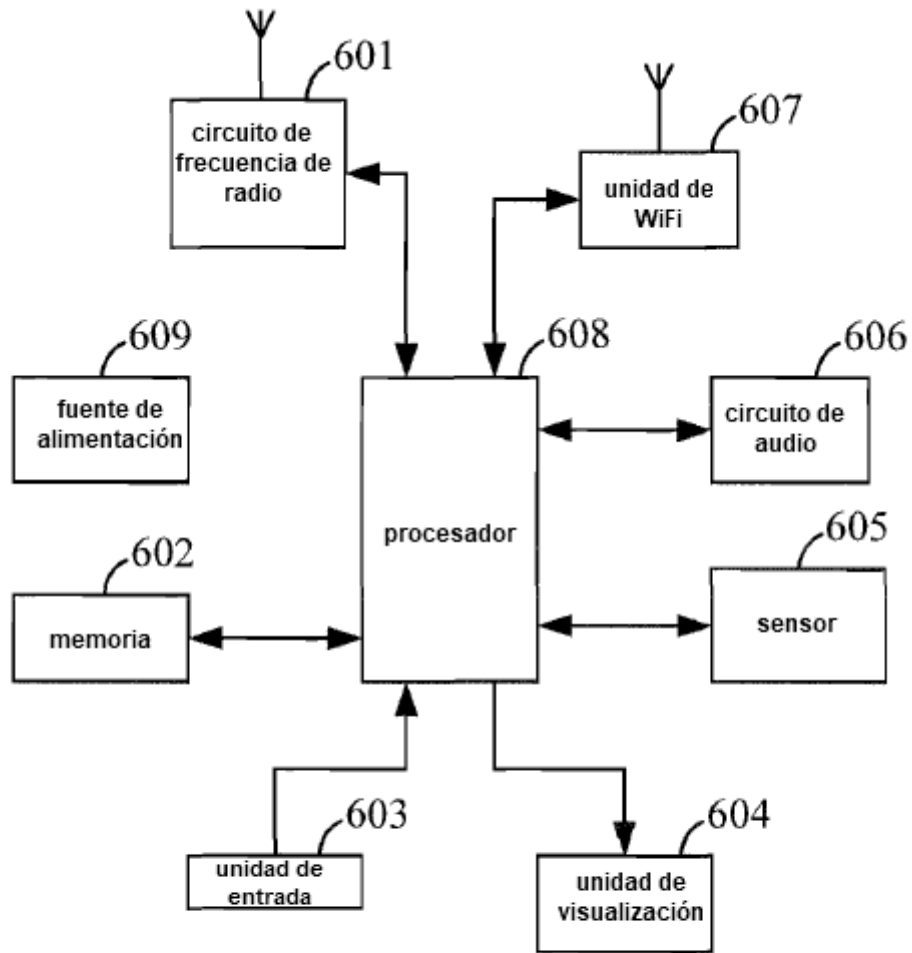 601
circuito de
frecuencia de
radio
607
unidad de
WiFi
609
fuente de
alimentación
608
procesador
606
circuito de
audio
602
memoria
605
sensor
603
unidad de
entrada
604
unidad de
visualización